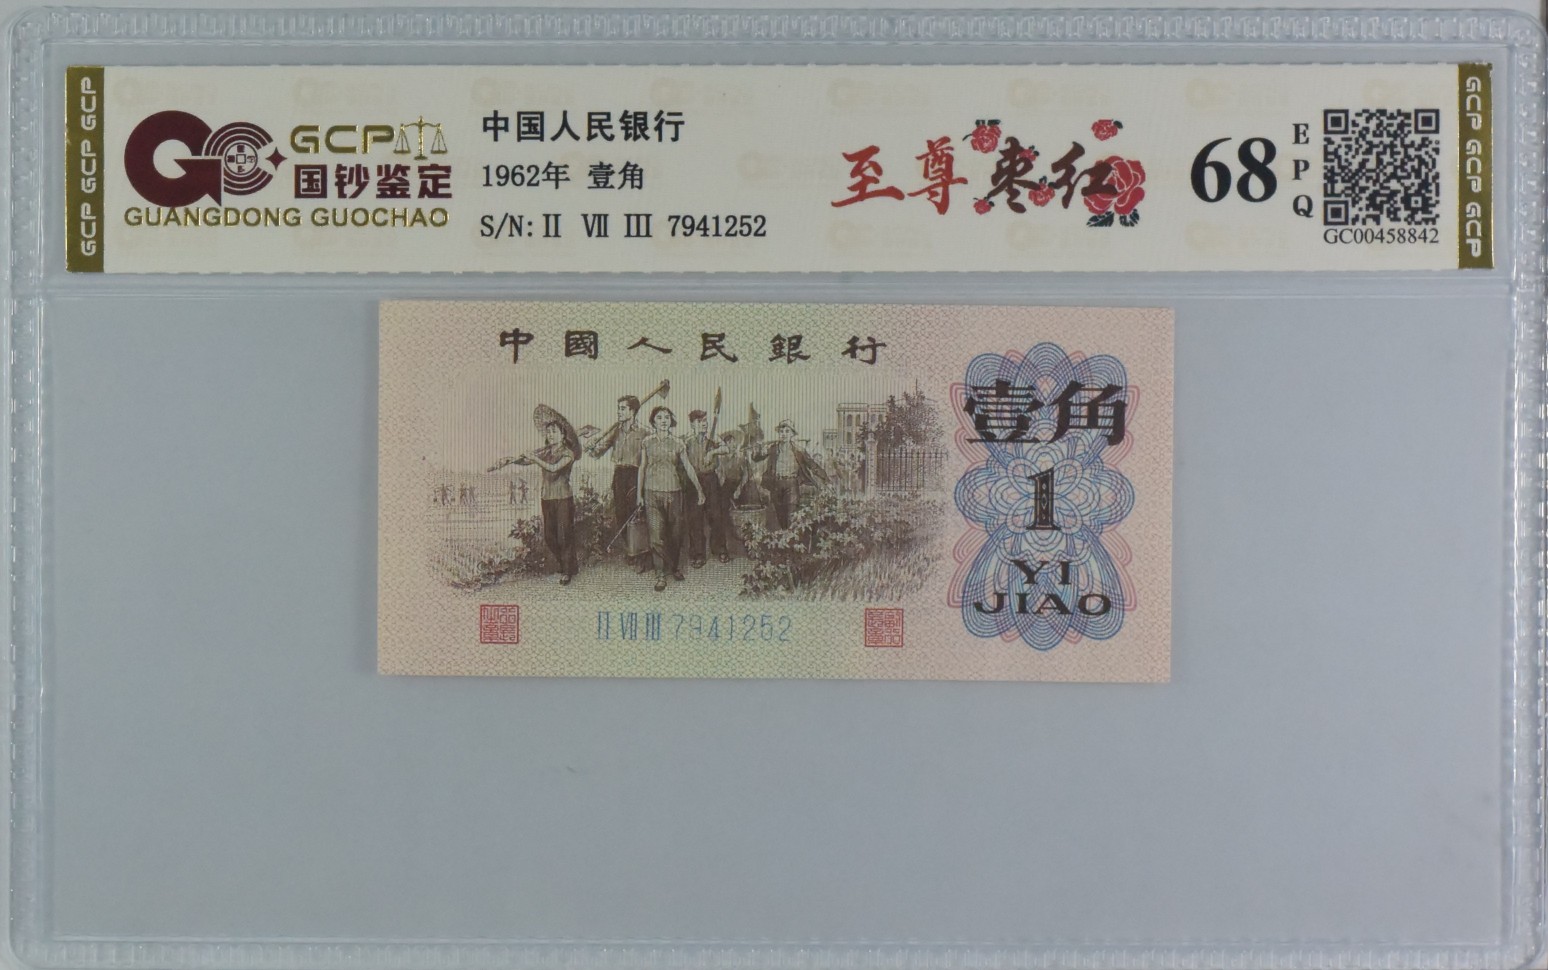 GCP GCP GCP
GCP
国钞鉴定
GUANGDONG GUOCHAO
中国人民银行
1962年 壹角
S/N: II VII III 7941252
至尊枣红
68
EPQ
GC00458842
GCP GCP GCP
中國人民銀行
壹角
1
YI
JIAO
II VII III 7941252